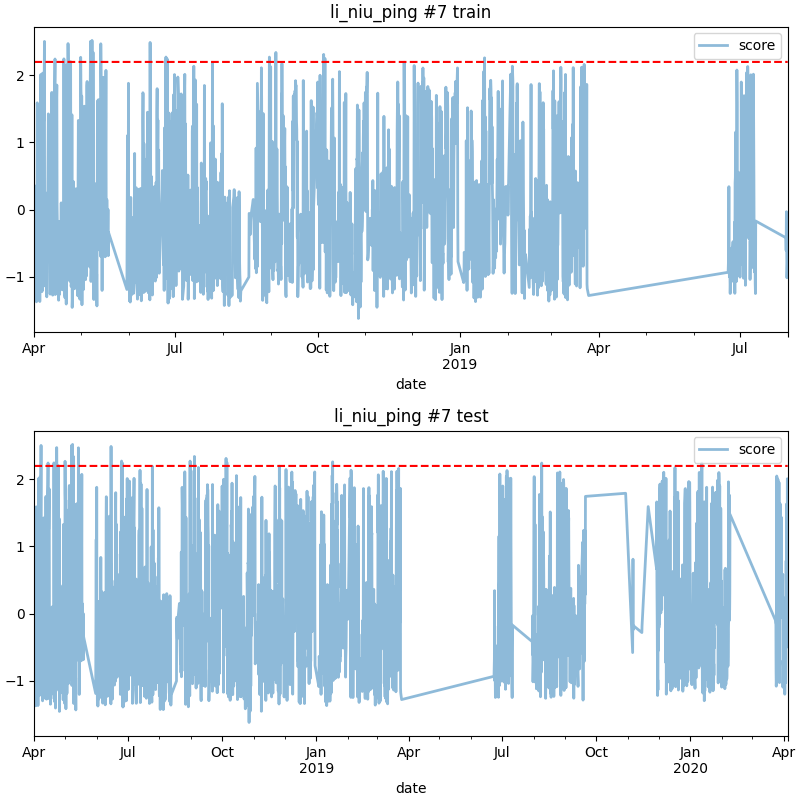 li_niu_ping #7 train
score
2
1
0
−1
Apr Jul Oct Jan Apr Jul
2019
date
li_niu_ping #7 test
score
2
1
0
−1
Apr Jul Oct Jan Apr Jul Oct Jan Apr
2019 2020
date